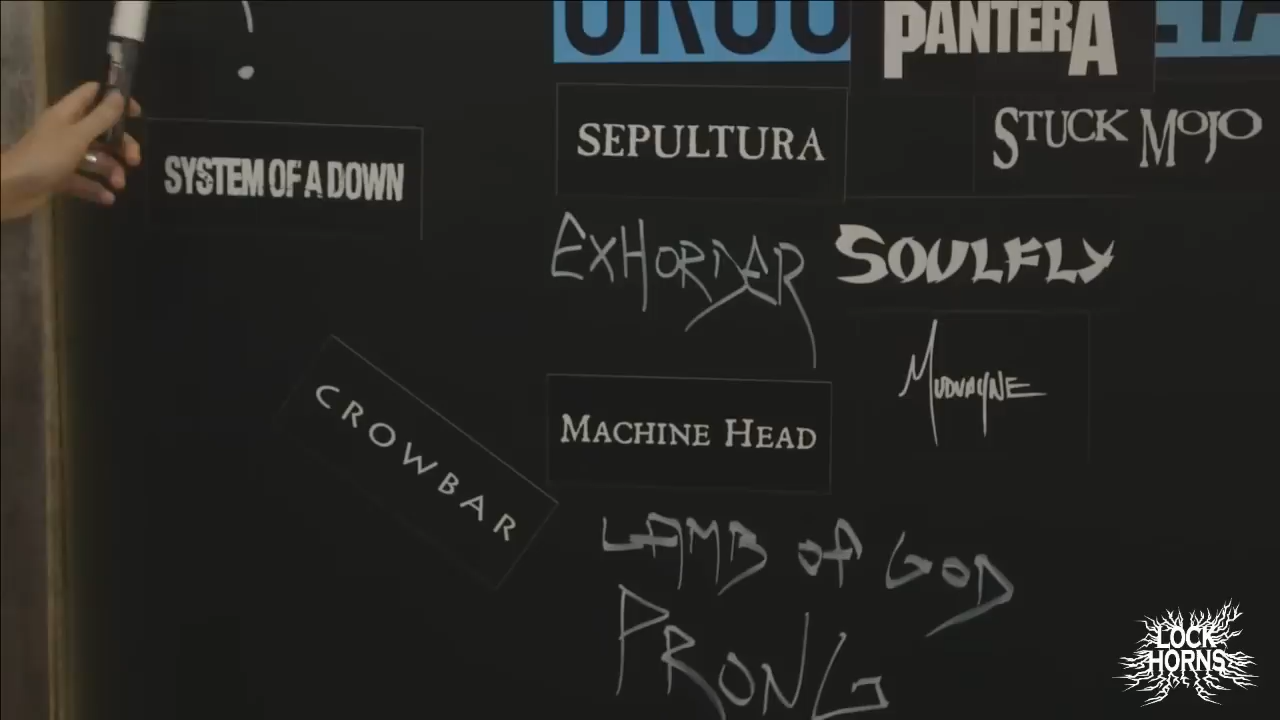 PANTERA
SEPULTURA
STUCK MOJO
SYSTEM OF A DOWN
EXHORDER
SOULFLY
MUDVAYNE
CROWBAR
MACHINE HEAD
LAMB OF GOD
PRONG
LOCK
HORNS